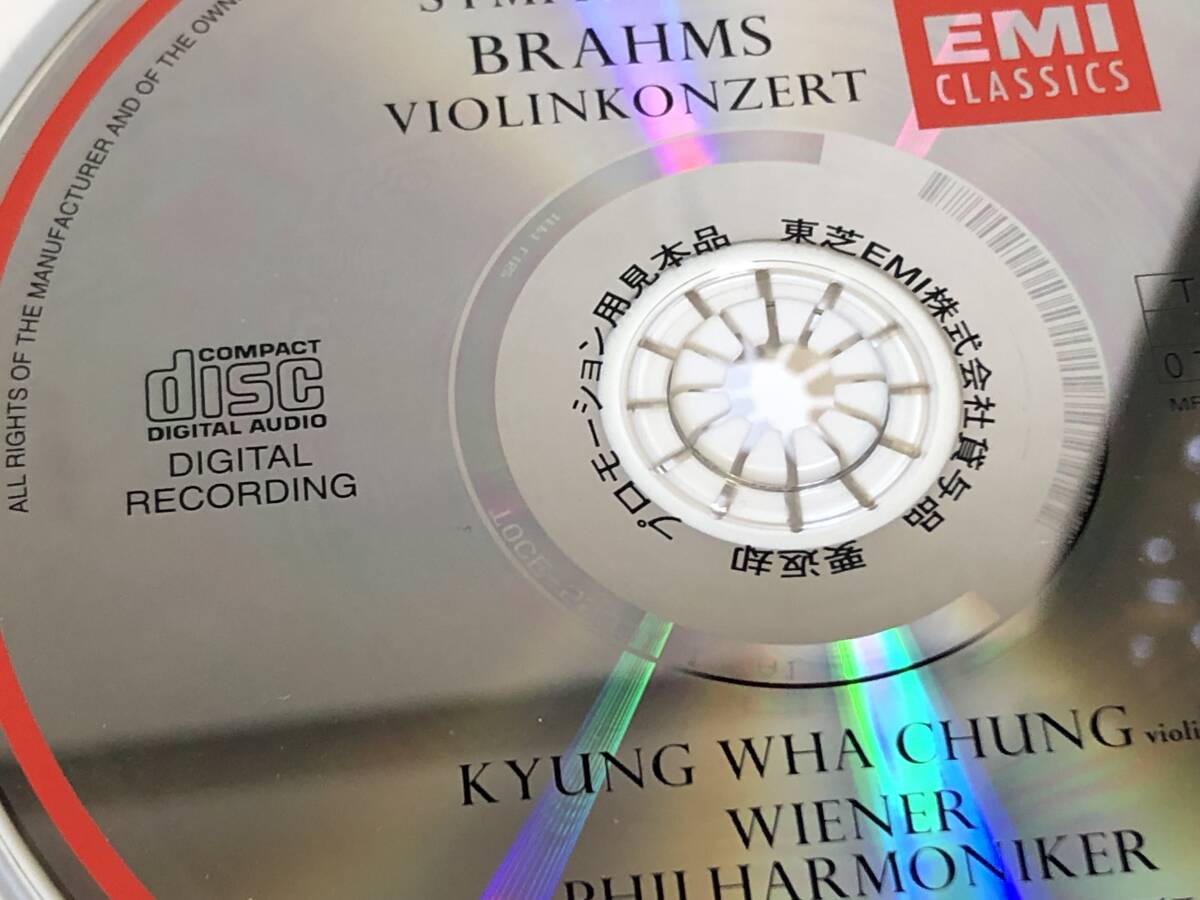 BRAHMS
VIOLINKONZERT
EMI
CLASSICS
ALL RIGHTS OF THE MANUFACTURER AND OF THE OWN
COMPACT
disc
DIGITAL AUDIO
DIGITAL
RECORDING
プロモーション用見本品
東芝EMI株式会社貸与品
要返却
TOCE-
KYUNG WHA CHUNG violi
WIENER
PHILHARMONIKER